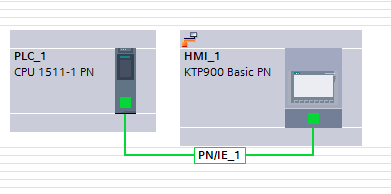 PLC_1
CPU 1511-1 PN
HMI_1
KTP900 Basic PN
PN/IE_1